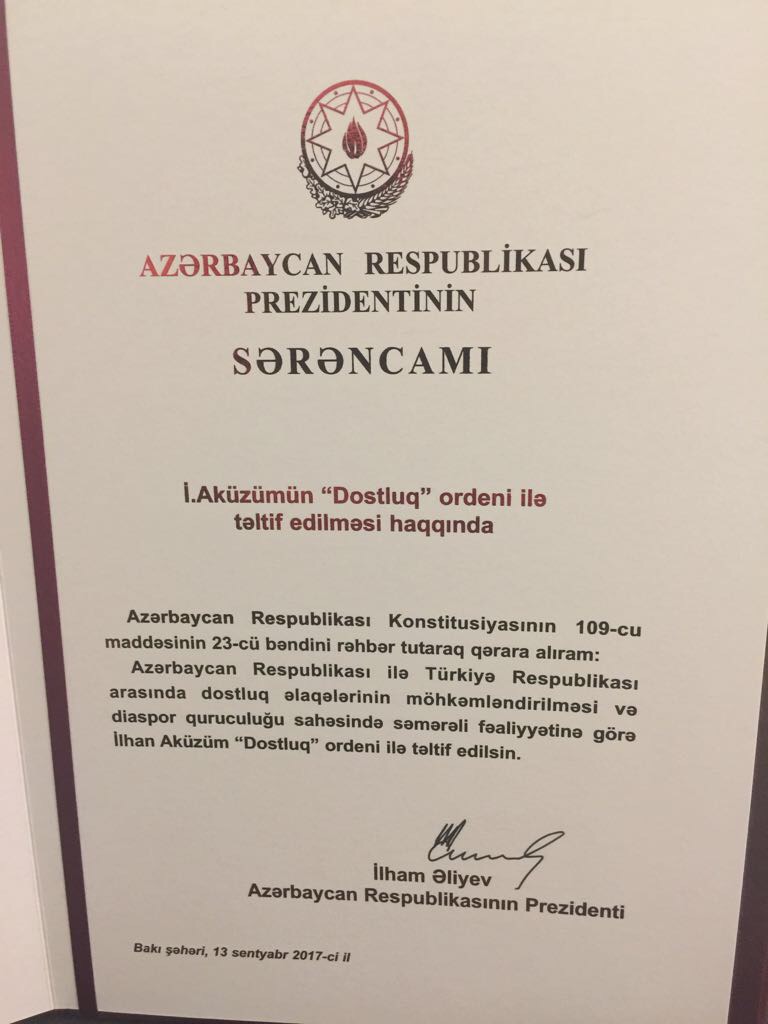 AZƏRBAYCAN RESPUBLİKASI
PREZİDENTİNİN
SƏRƏNCAMI
İ.Aküzümün “Dostluq” ordeni ilə
təltif edilməsi haqqında
Azərbaycan Respublikası Konstitusiyasının 109-cu
maddəsinin 23-cü bəndini rəhbər tutaraq qərara alıram:
Azərbaycan Respublikası ilə Türkiyə Respublikası
arasında dostluq əlaqələrinin möhkəmləndirilməsi və
diaspor quruculuğu sahəsində səmərəli fəaliyyətinə görə
İlhan Aküzüm “Dostluq” ordeni ilə təltif edilsin.
İlham Əliyev
Azərbaycan Respublikasının Prezidenti
Bakı şəhəri, 13 sentyabr 2017-ci il